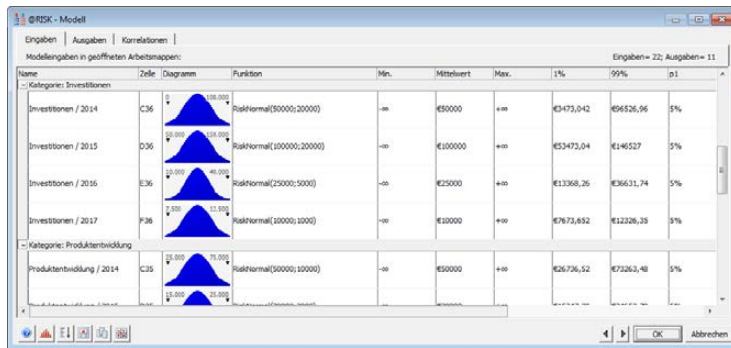 @RISK - Modell
Eingaben Ausgaben Korrelationen
Modelleingaben in geöffneten Arbeitsmappen: Eingaben= 22; Ausgaben= 11
Name Zelle Diagramm Funktion Min. Mittelwert Max. 1% 99% p1
Kategorie: Investitionen
0 100.000
Investitionen / 2014 C36 RiskNormal(50000;20000) -∞ €50000 +∞ €3473,042 €96526,96 5%
50.000 150.000
Investitionen / 2015 D36 RiskNormal(100000;20000) -∞ €100000 +∞ €53473,04 €146527 5%
10.000 40.000
Investitionen / 2016 E36 RiskNormal(25000;5000) -∞ €25000 +∞ €13368,26 €36631,74 5%
7.500 12.500
Investitionen / 2017 F36 RiskNormal(10000;1000) -∞ €10000 +∞ €7673,652 €12326,35 5%
Kategorie: Produktentwicklung
25.000 75.000
Produktentwicklung / 2014 C35 RiskNormal(50000;10000) -∞ €50000 +∞ €26736,52 €73263,48 5%
15.000 25.000
OK Abbrechen